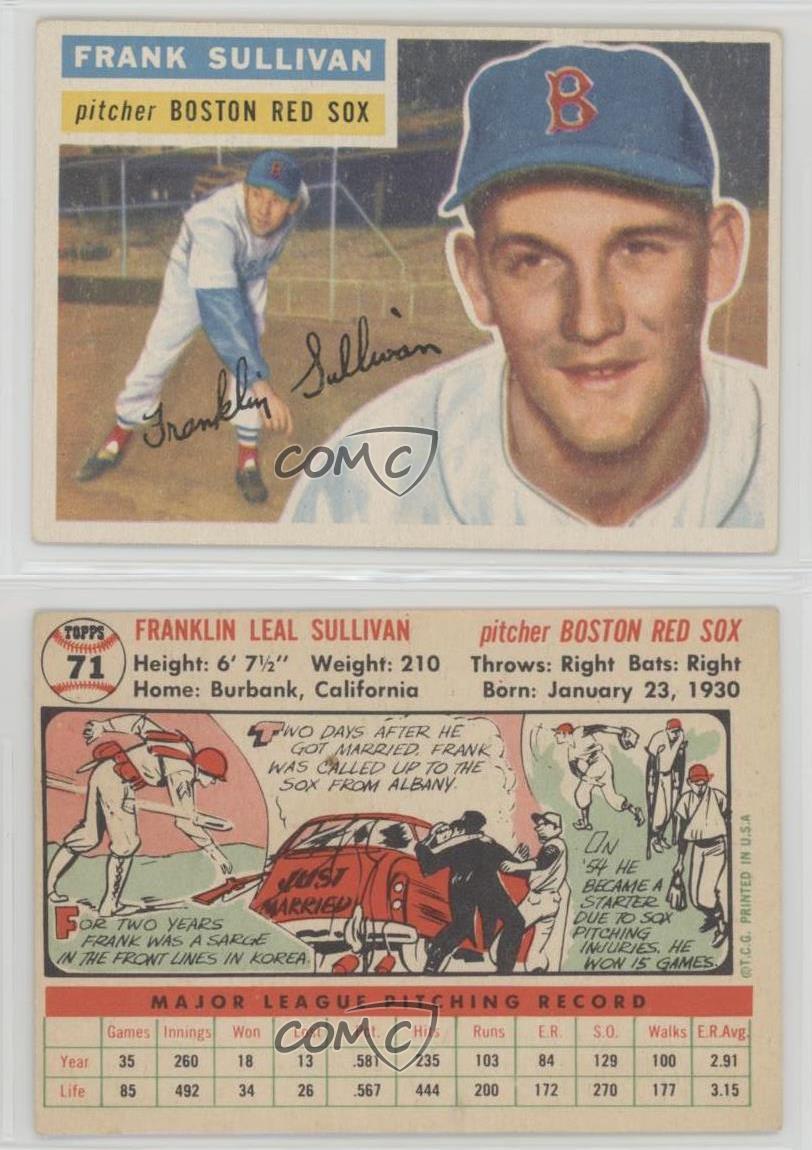 FRANK SULLIVAN
pitcher BOSTON RED SOX
B
B
Franklin Sullivan
COMC
TOPPS
71
FRANKLIN LEAL SULLIVAN pitcher BOSTON RED SOX
Height: 6' 7½" Weight: 210 Throws: Right Bats: Right
Home: Burbank, California Born: January 23, 1930
FOR TWO YEARS
FRANK WAS A SARGE
IN THE FRONT LINES IN KOREA.
TWO DAYS AFTER HE
GOT MARRIED, FRANK
WAS CALLED UP TO THE
SOX FROM ALBANY.
JUST
MARRIED
ON
'54 HE
BECAME A
STARTER
DUE TO SOX
PITCHING
INJURIES. HE
WON 15 GAMES.
©T.C.G. PRINTED IN U.S.A
MAJOR LEAGUE PITCHING RECORD
Games Innings Won Lost Pct. Hits Runs E.R. S.O. Walks E.R.Avg.
Year 35 260 18 13 .581 235 103 84 129 100 2.91
Life 85 492 34 26 .567 444 200 172 270 177 3.15
COMC